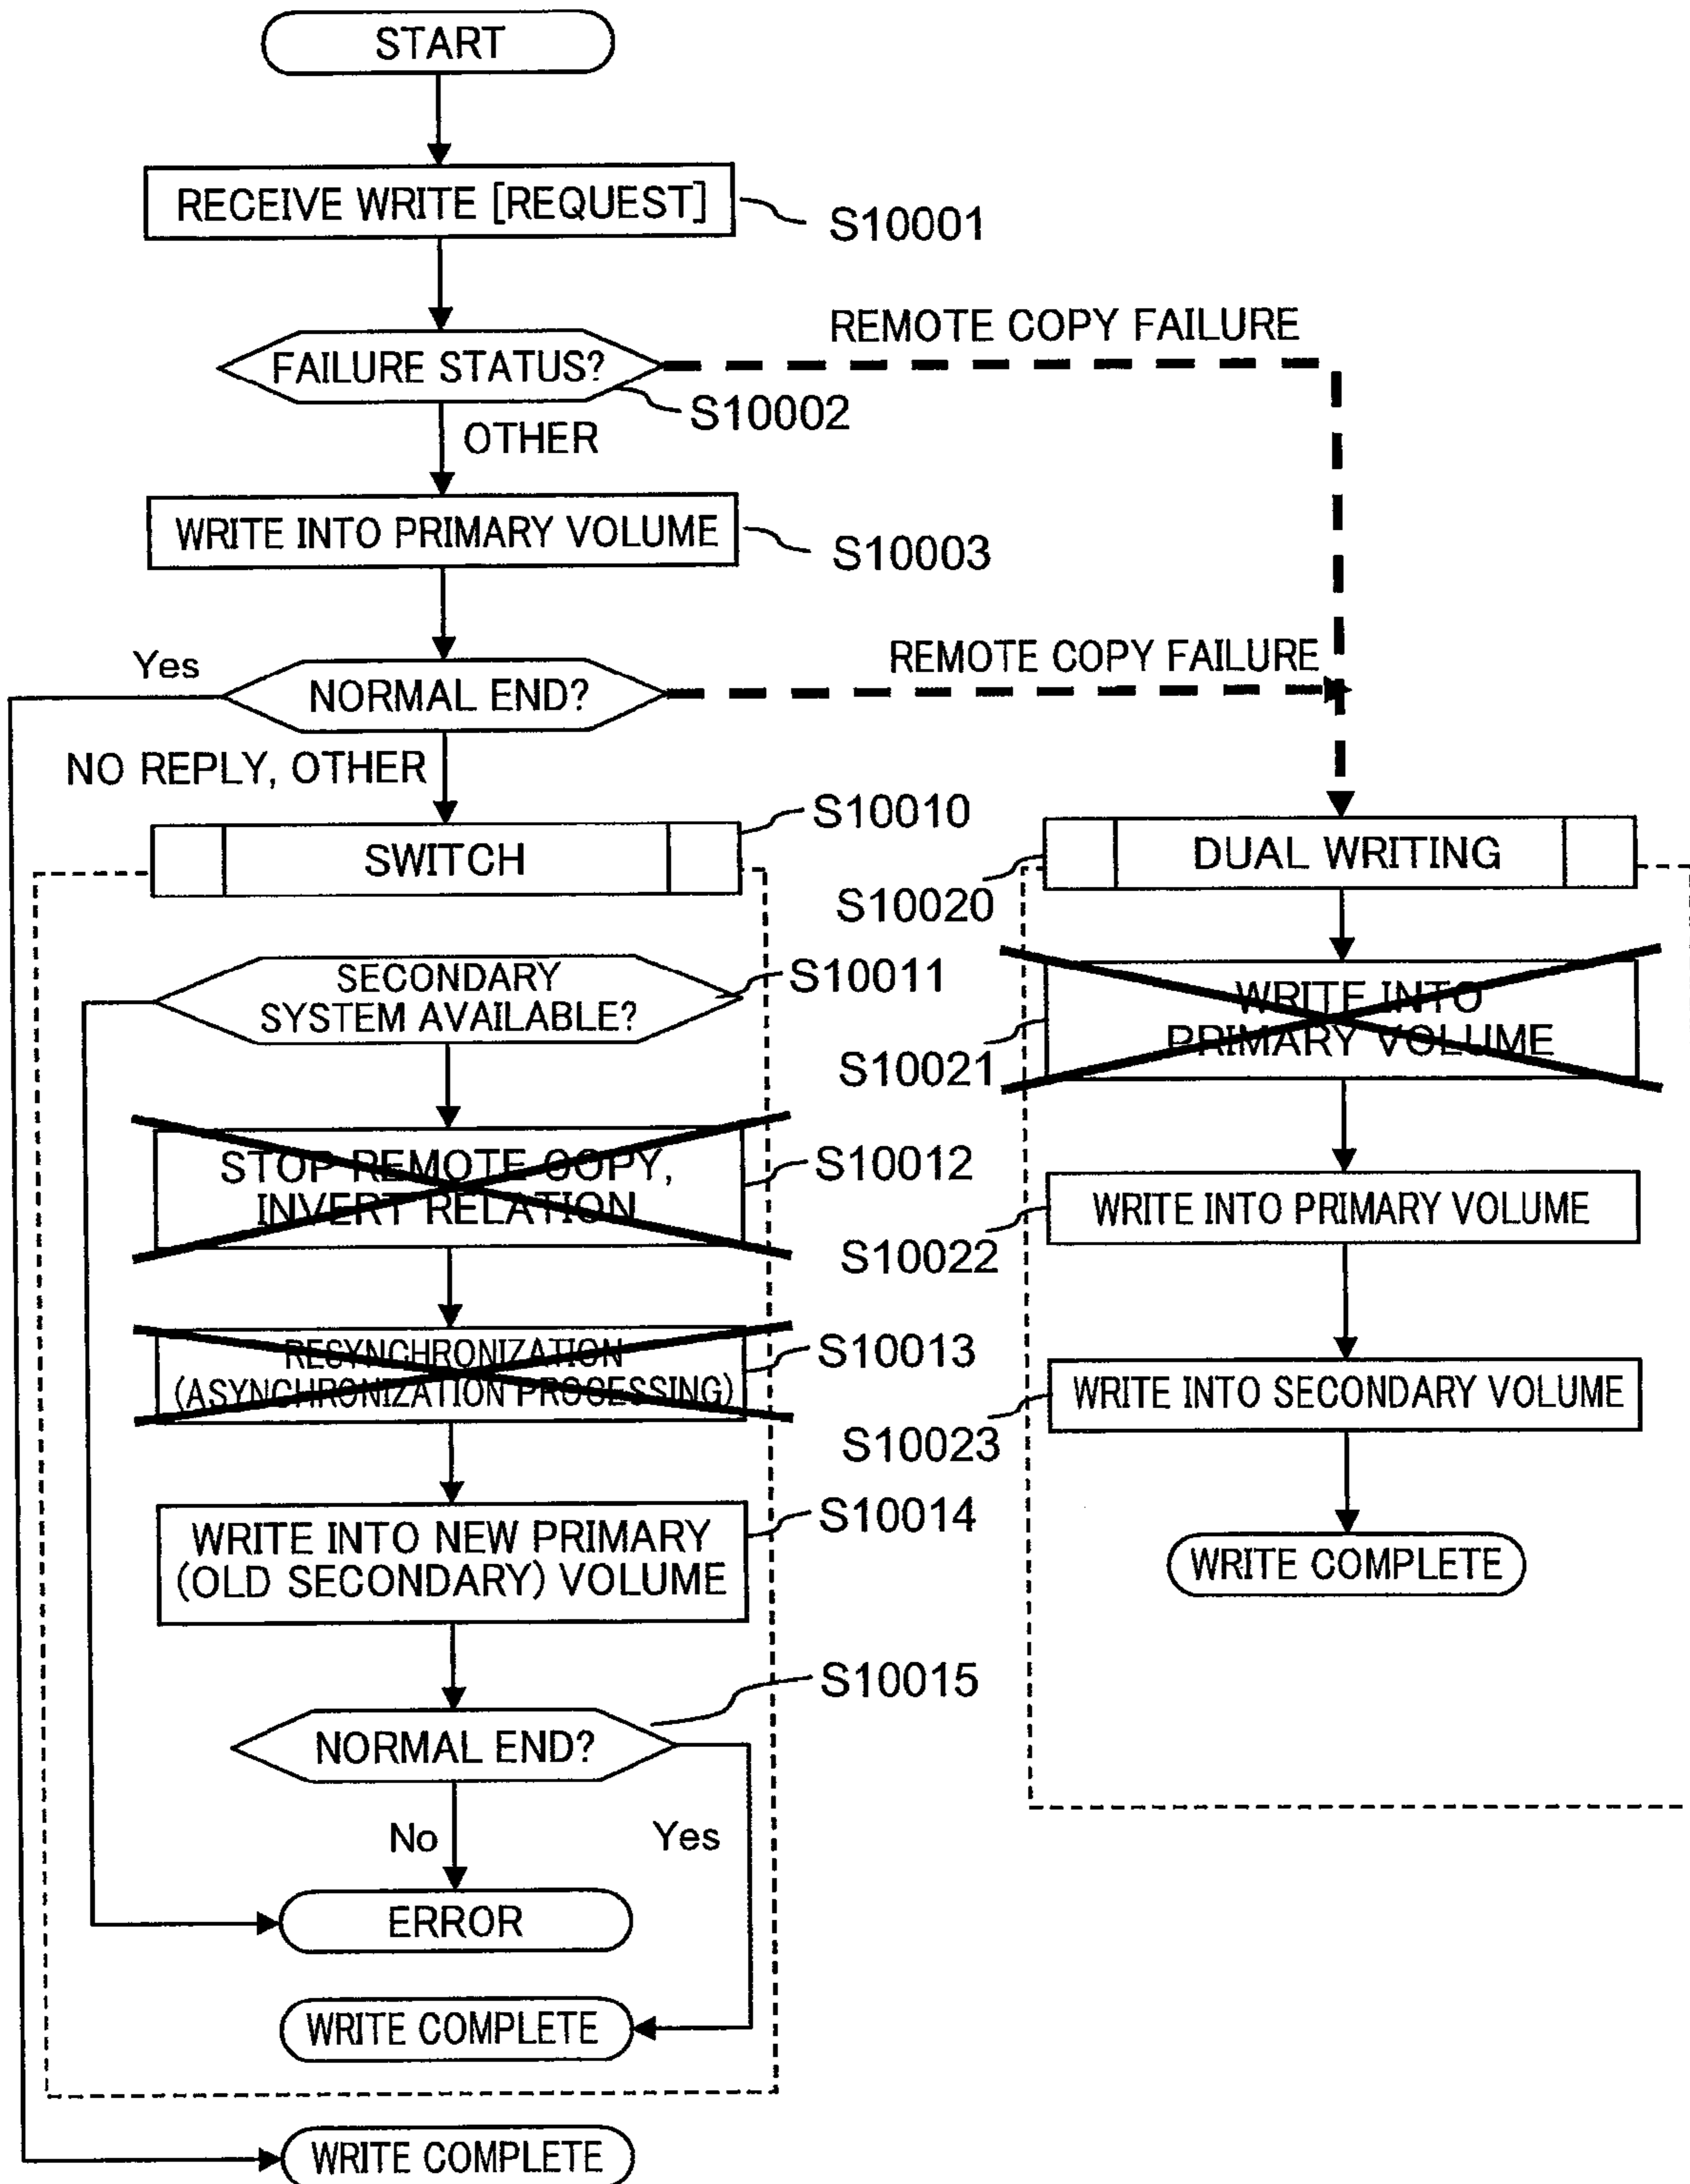 START
RECEIVE WRITE [REQUEST]
S10001
REMOTE COPY FAILURE
FAILURE STATUS?
S10002
OTHER
WRITE INTO PRIMARY VOLUME
S10003
REMOTE COPY FAILURE
Yes
NORMAL END?
NO REPLY, OTHER
S10010
SWITCH
DUAL WRITING
S10020
SECONDARY
SYSTEM AVAILABLE?
S10011
WRITE INTO
PRIMARY VOLUME
S10021
STOP REMOTE COPY,
INVERT RELATION
S10012
WRITE INTO PRIMARY VOLUME
S10022
RESYNCHRONIZATION
(ASYNCHRONIZATION PROCESSING)
S10013
WRITE INTO SECONDARY VOLUME
S10023
WRITE INTO NEW PRIMARY
(OLD SECONDARY) VOLUME
S10014
WRITE COMPLETE
S10015
NORMAL END?
No
Yes
ERROR
WRITE COMPLETE
WRITE COMPLETE